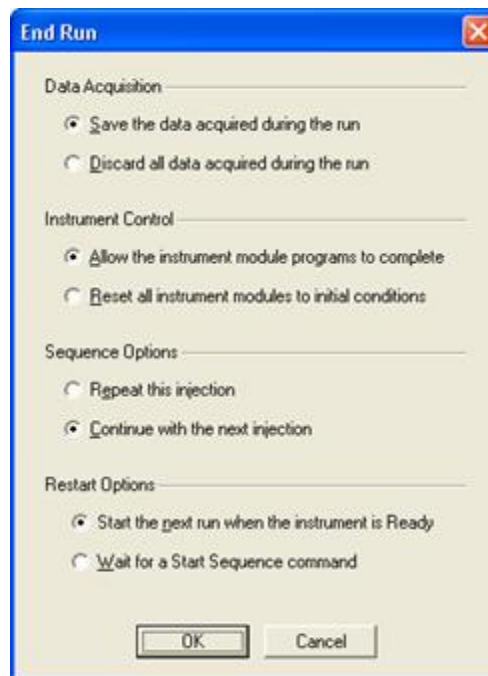 End Run
Data Acquisition
Save the data acquired during the run
Discard all data acquired during the run
Instrument Control
Allow the instrument module programs to complete
Reset all instrument modules to initial conditions
Sequence Options
Repeat this injection
Continue with the next injection
Restart Options
Start the next run when the instrument is Ready
Wait for a Start Sequence command
OK Cancel